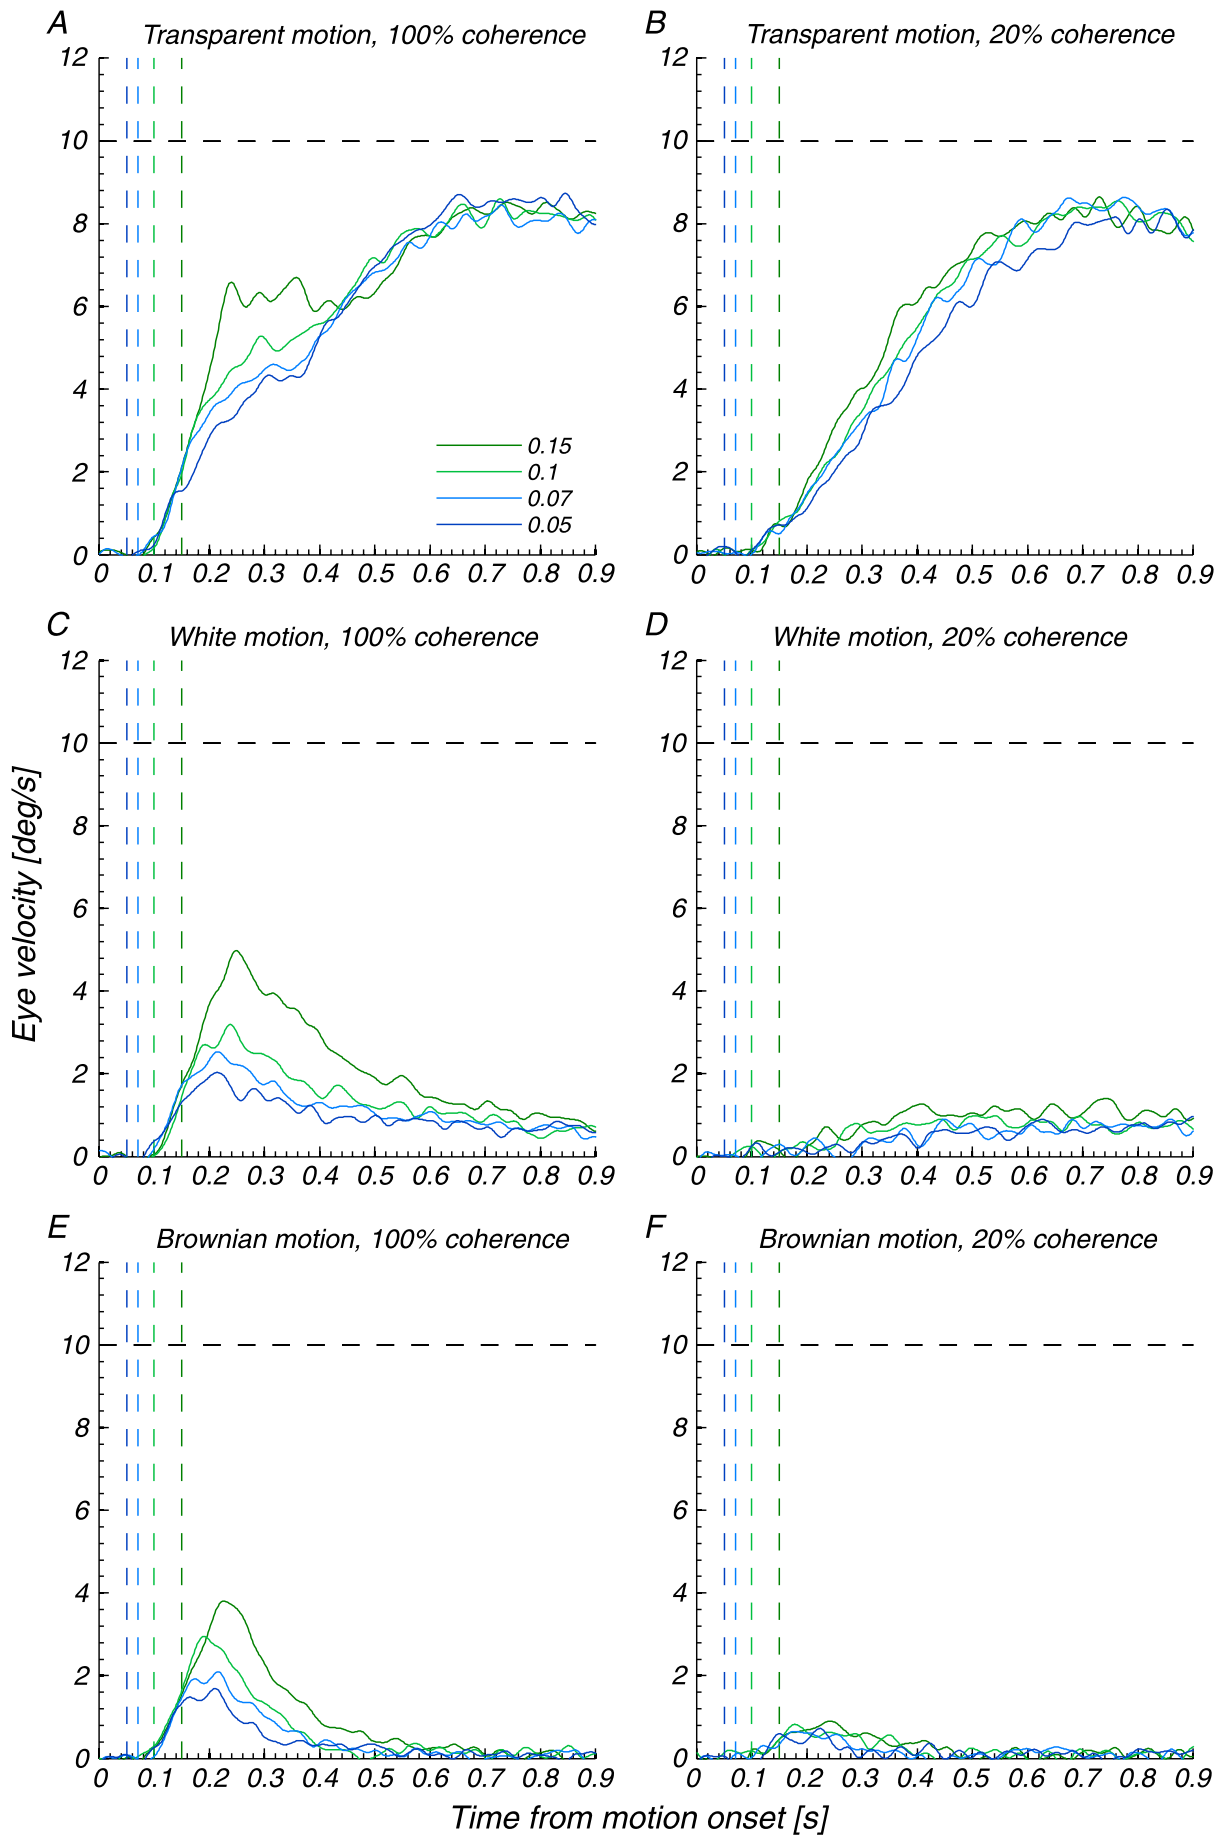 A
Transparent motion, 100% coherence
12
10
8
6
4
2
0
0 0.1 0.2 0.3 0.4 0.5 0.6 0.7 0.8 0.9
0.15
0.1
0.07
0.05
B
Transparent motion, 20% coherence
12
10
8
6
4
2
0
0 0.1 0.2 0.3 0.4 0.5 0.6 0.7 0.8 0.9
C
White motion, 100% coherence
12
10
8
6
4
2
0
0 0.1 0.2 0.3 0.4 0.5 0.6 0.7 0.8 0.9
D
White motion, 20% coherence
12
10
8
6
4
2
0
0 0.1 0.2 0.3 0.4 0.5 0.6 0.7 0.8 0.9
Eye velocity [deg/s]
E
Brownian motion, 100% coherence
12
10
8
6
4
2
0
0 0.1 0.2 0.3 0.4 0.5 0.6 0.7 0.8 0.9
F
Brownian motion, 20% coherence
12
10
8
6
4
2
0
0 0.1 0.2 0.3 0.4 0.5 0.6 0.7 0.8 0.9
Time from motion onset [s]